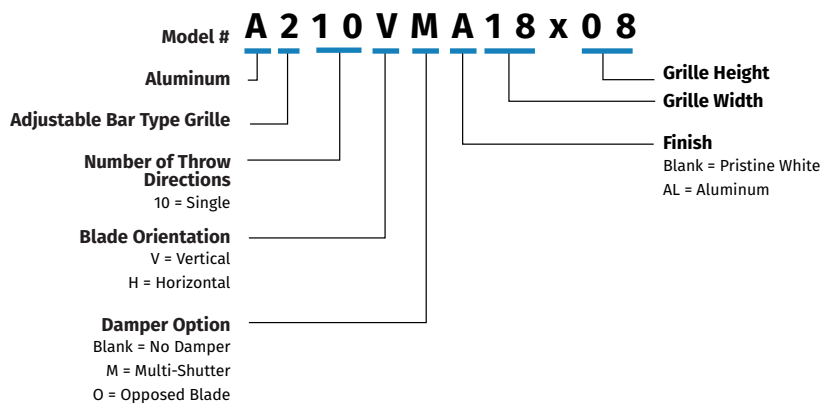 Model # A 2 1 0 V M A 1 8 x 0 8
Aluminum
Adjustable Bar Type Grille
Number of Throw
Directions
10 = Single
Blade Orientation
V = Vertical
H = Horizontal
Damper Option
Blank = No Damper
M = Multi-Shutter
O = Opposed Blade
Grille Height
Grille Width
Finish
Blank = Pristine White
AL = Aluminum